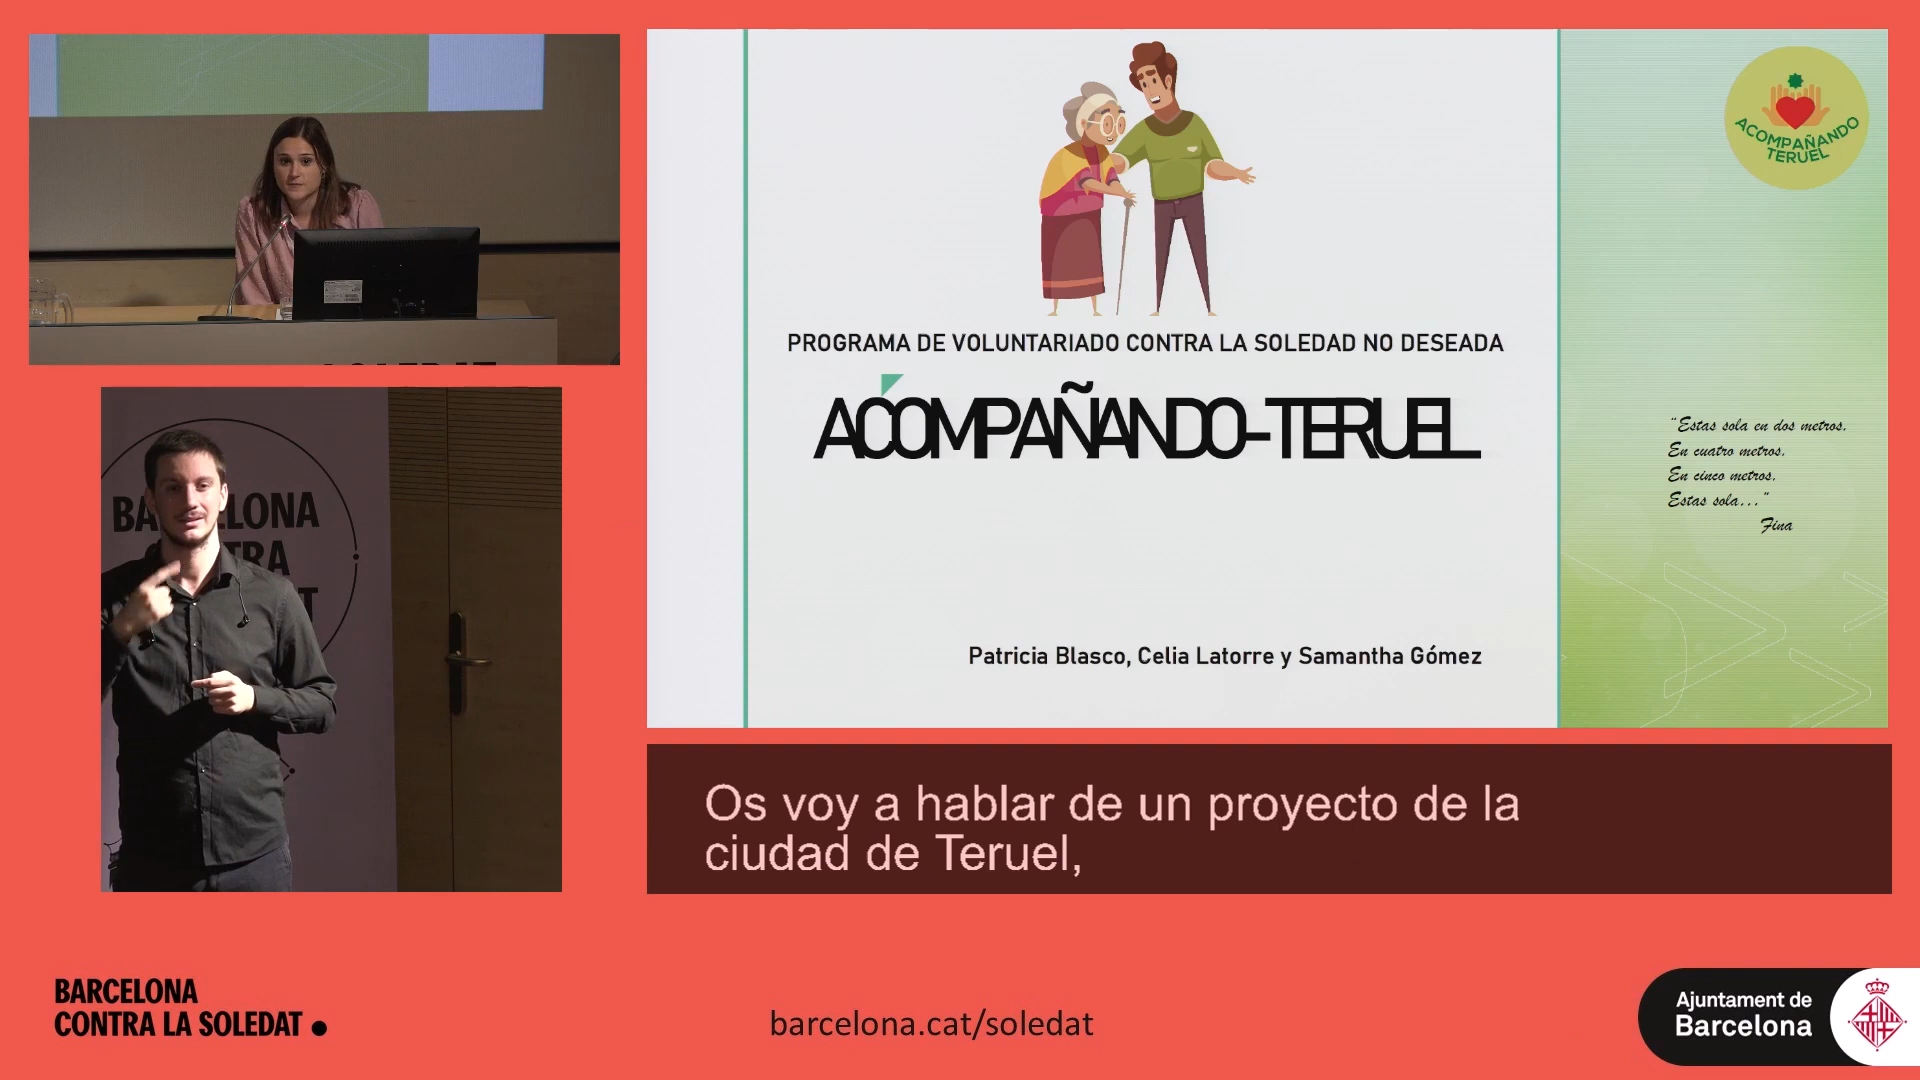 ACOMPAÑANDO
TERUEL
PROGRAMA DE VOLUNTARIADO CONTRA LA SOLEDAD NO DESEADA
ACOMPAÑANDO-TERUEL
"Estas sola en dos metros.
En cuatro metros.
En cinco metros.
Estas sola..."
Fina
Patricia Blasco, Celia Latorre y Samantha Gómez
Os voy a hablar de un proyecto de la
ciudad de Teruel,
BARCELONA
CONTRA LA SOLEDAT
barcelona.cat/soledat
Ajuntament de
Barcelona